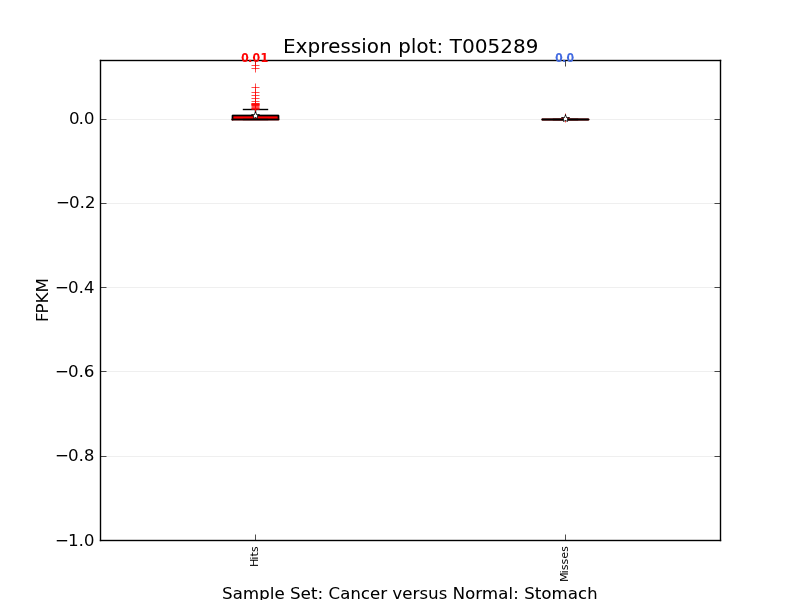 Expression plot: T005289
0.01
0.0
0.0
−0.2
−0.4
−0.6
−0.8
−1.0
FPKM
Hits
Misses
Sample Set: Cancer versus Normal: Stomach